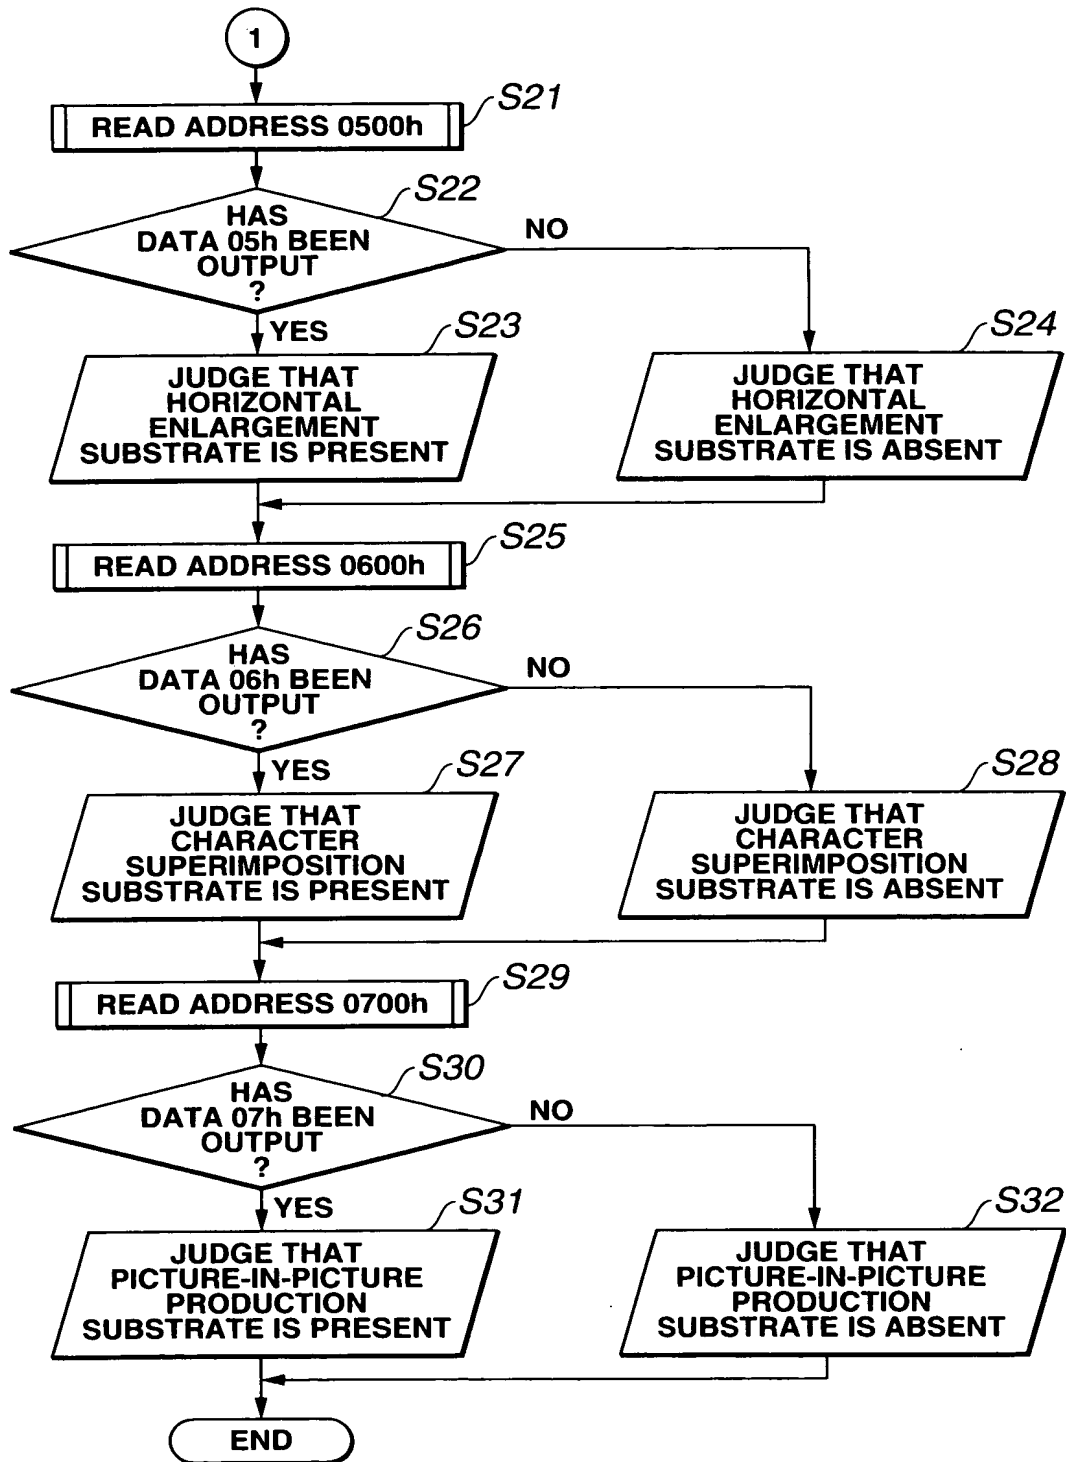 1
READ ADDRESS 0500h
S21
HAS
DATA 05h BEEN
OUTPUT
?
S22
NO
YES
S23
JUDGE THAT
HORIZONTAL
ENLARGEMENT
SUBSTRATE IS PRESENT
S24
JUDGE THAT
HORIZONTAL
ENLARGEMENT
SUBSTRATE IS ABSENT
READ ADDRESS 0600h
S25
HAS
DATA 06h BEEN
OUTPUT
?
S26
NO
YES
S27
JUDGE THAT
CHARACTER
SUPERIMPOSITION
SUBSTRATE IS PRESENT
S28
JUDGE THAT
CHARACTER
SUPERIMPOSITION
SUBSTRATE IS ABSENT
READ ADDRESS 0700h
S29
HAS
DATA 07h BEEN
OUTPUT
?
S30
NO
YES
S31
JUDGE THAT
PICTURE-IN-PICTURE
PRODUCTION
SUBSTRATE IS PRESENT
S32
JUDGE THAT
PICTURE-IN-PICTURE
PRODUCTION
SUBSTRATE IS ABSENT
END